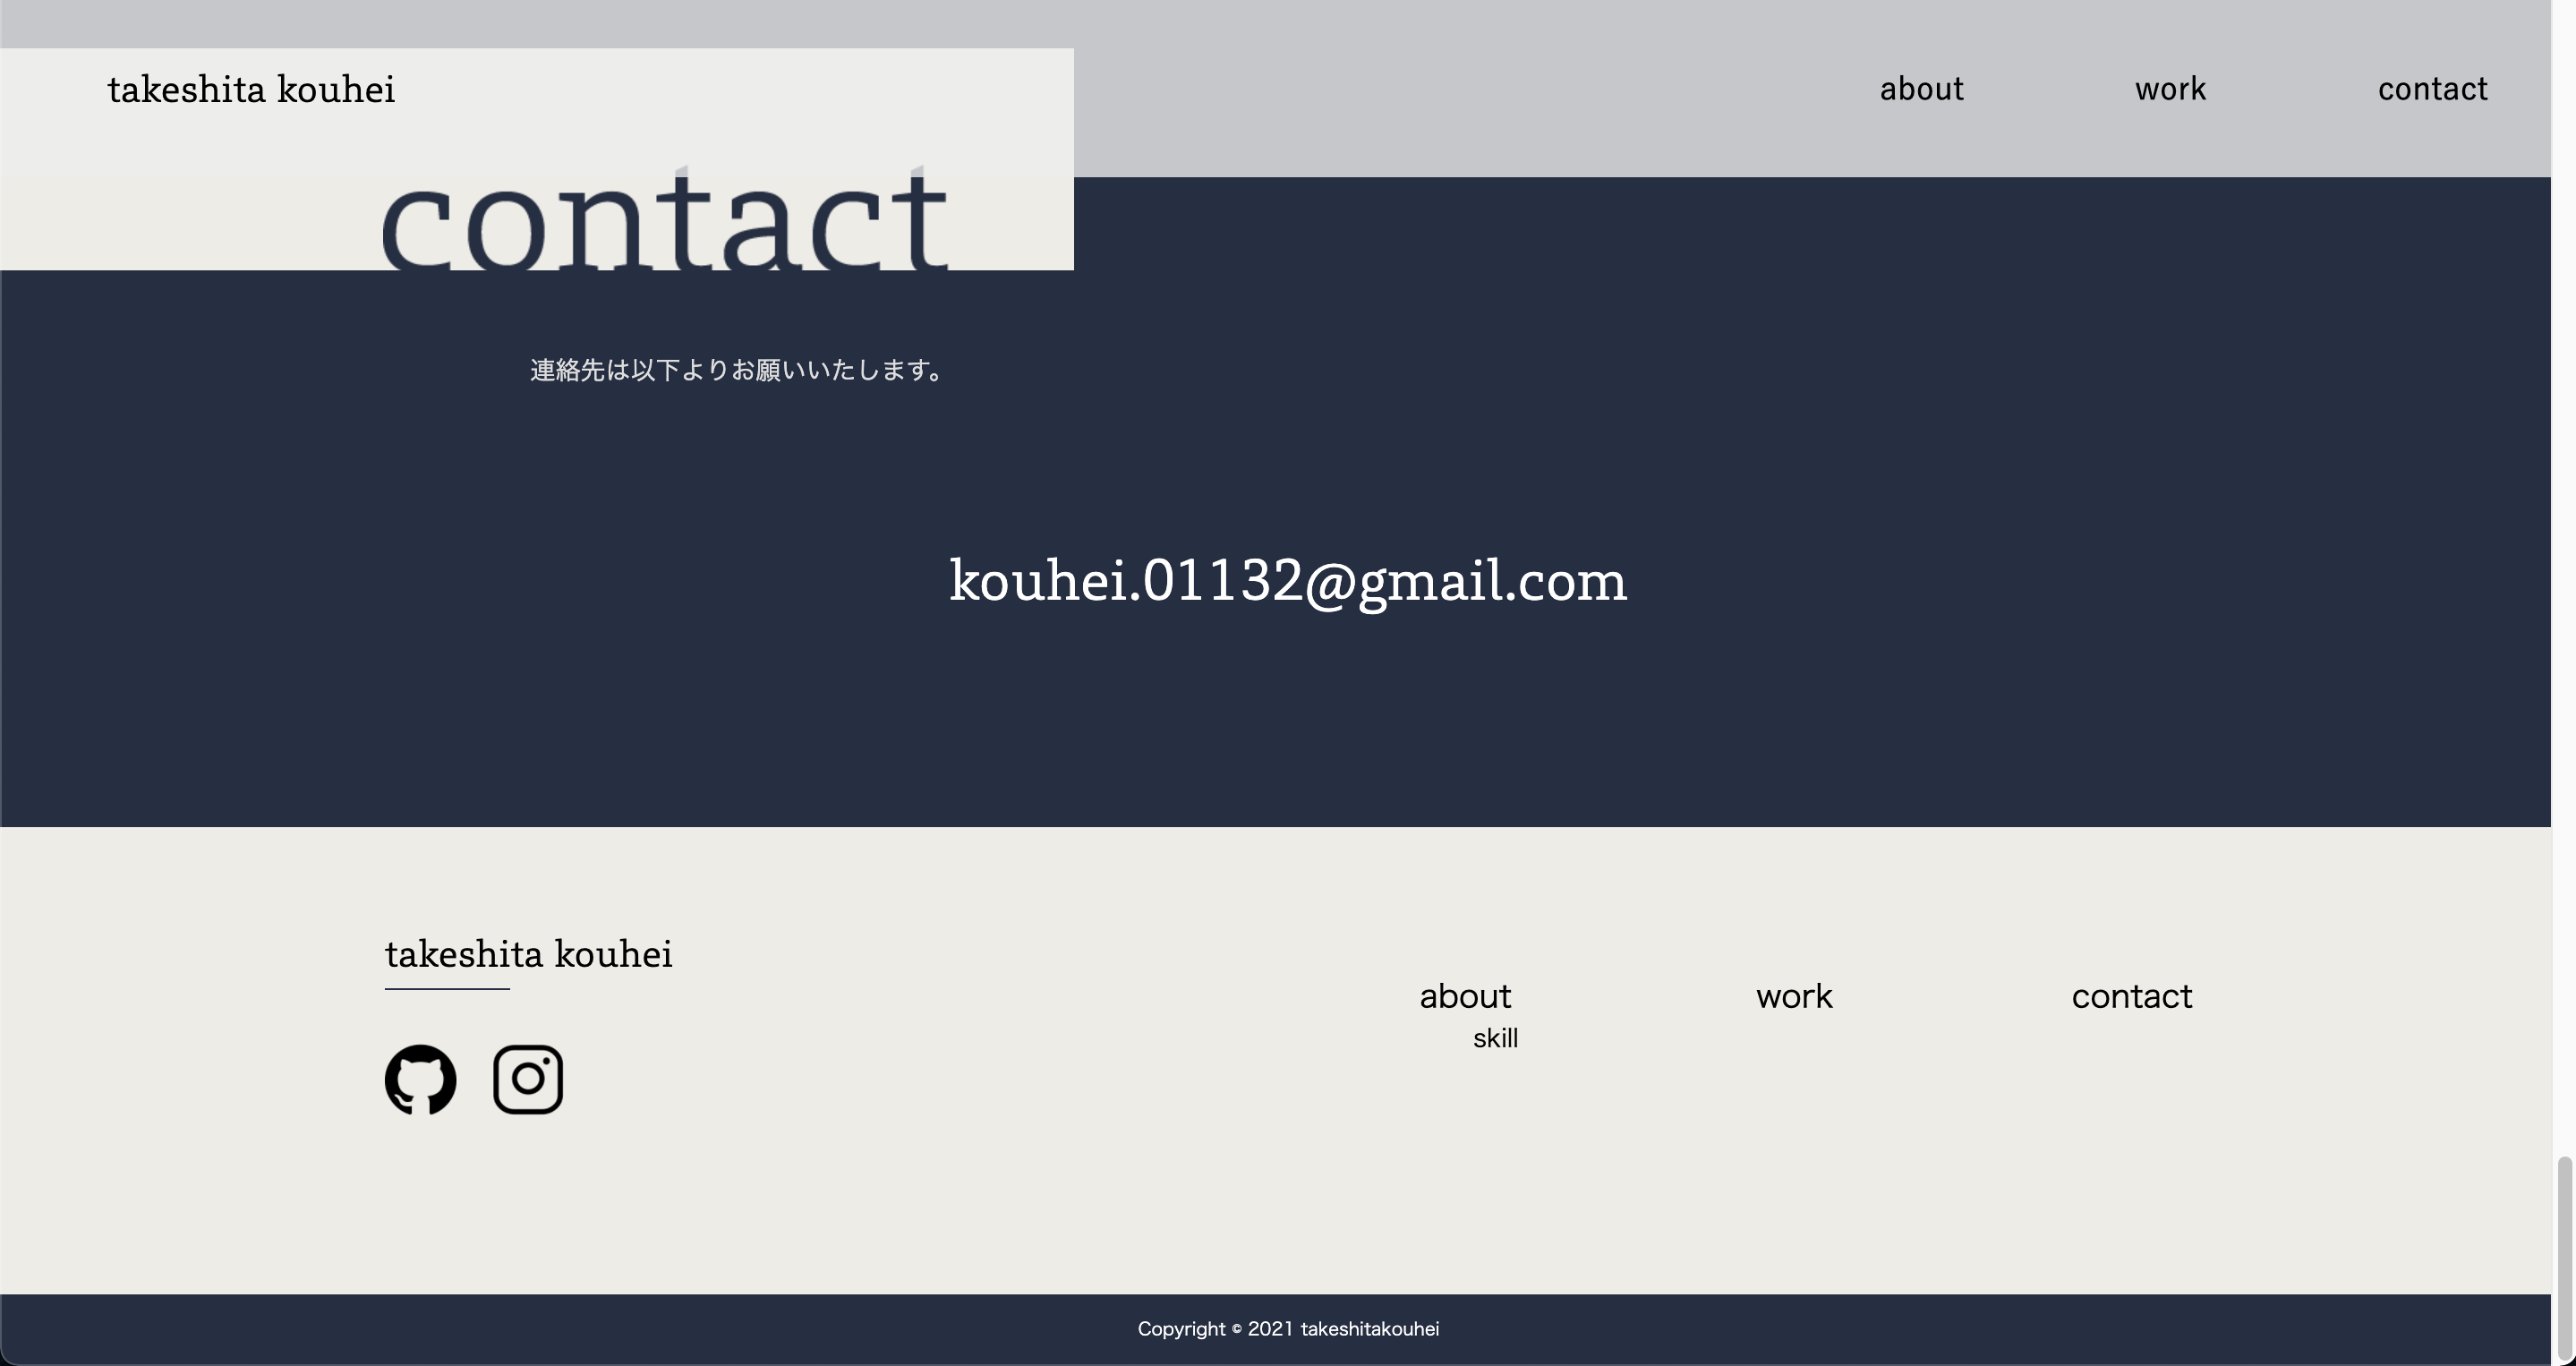 takeshita kouhei
about
work
contact
contact
連絡先は以下よりお願いいたします。
kouhei.01132@gmail.com
takeshita kouhei
about
skill
work
contact
Copyright © 2021 takeshitakouhei